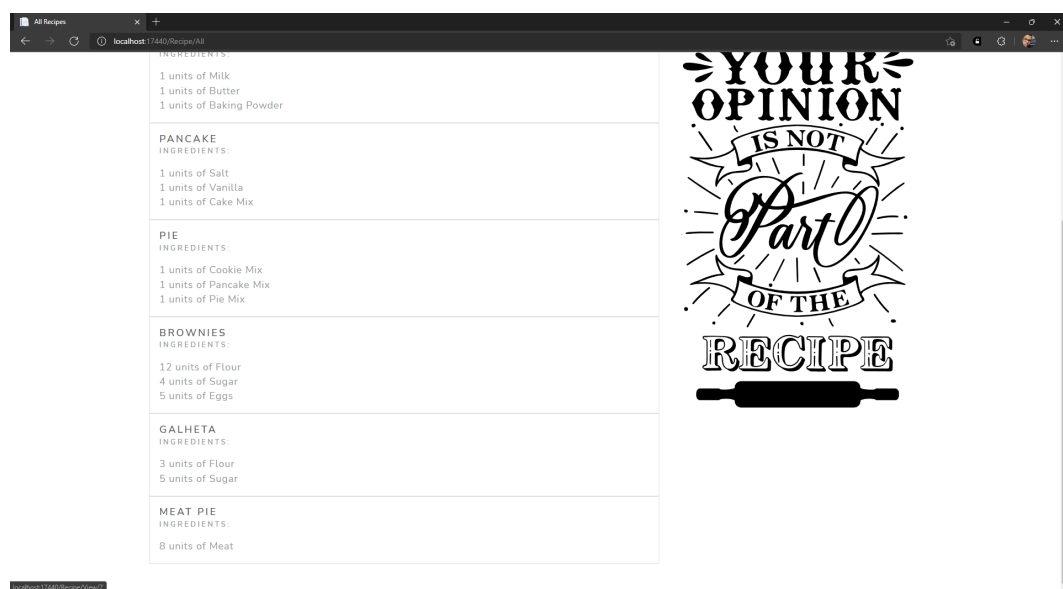 All Recipes
localhost:17440/Recipe/All
INGREDIENTS:
1 units of Milk
1 units of Butter
1 units of Baking Powder
PANCAKE
INGREDIENTS:
1 units of Salt
1 units of Vanilla
1 units of Cake Mix
PIE
INGREDIENTS:
1 units of Cookie Mix
1 units of Pancake Mix
1 units of Pie Mix
BROWNIES
INGREDIENTS:
12 units of Flour
4 units of Sugar
5 units of Eggs
GALHETA
INGREDIENTS:
3 units of Flour
5 units of Sugar
MEAT PIE
INGREDIENTS:
8 units of Meat
YOUR
OPINION
IS NOT
Part
OF THE
RECIPE
localhost:17440/Recipe/View/7